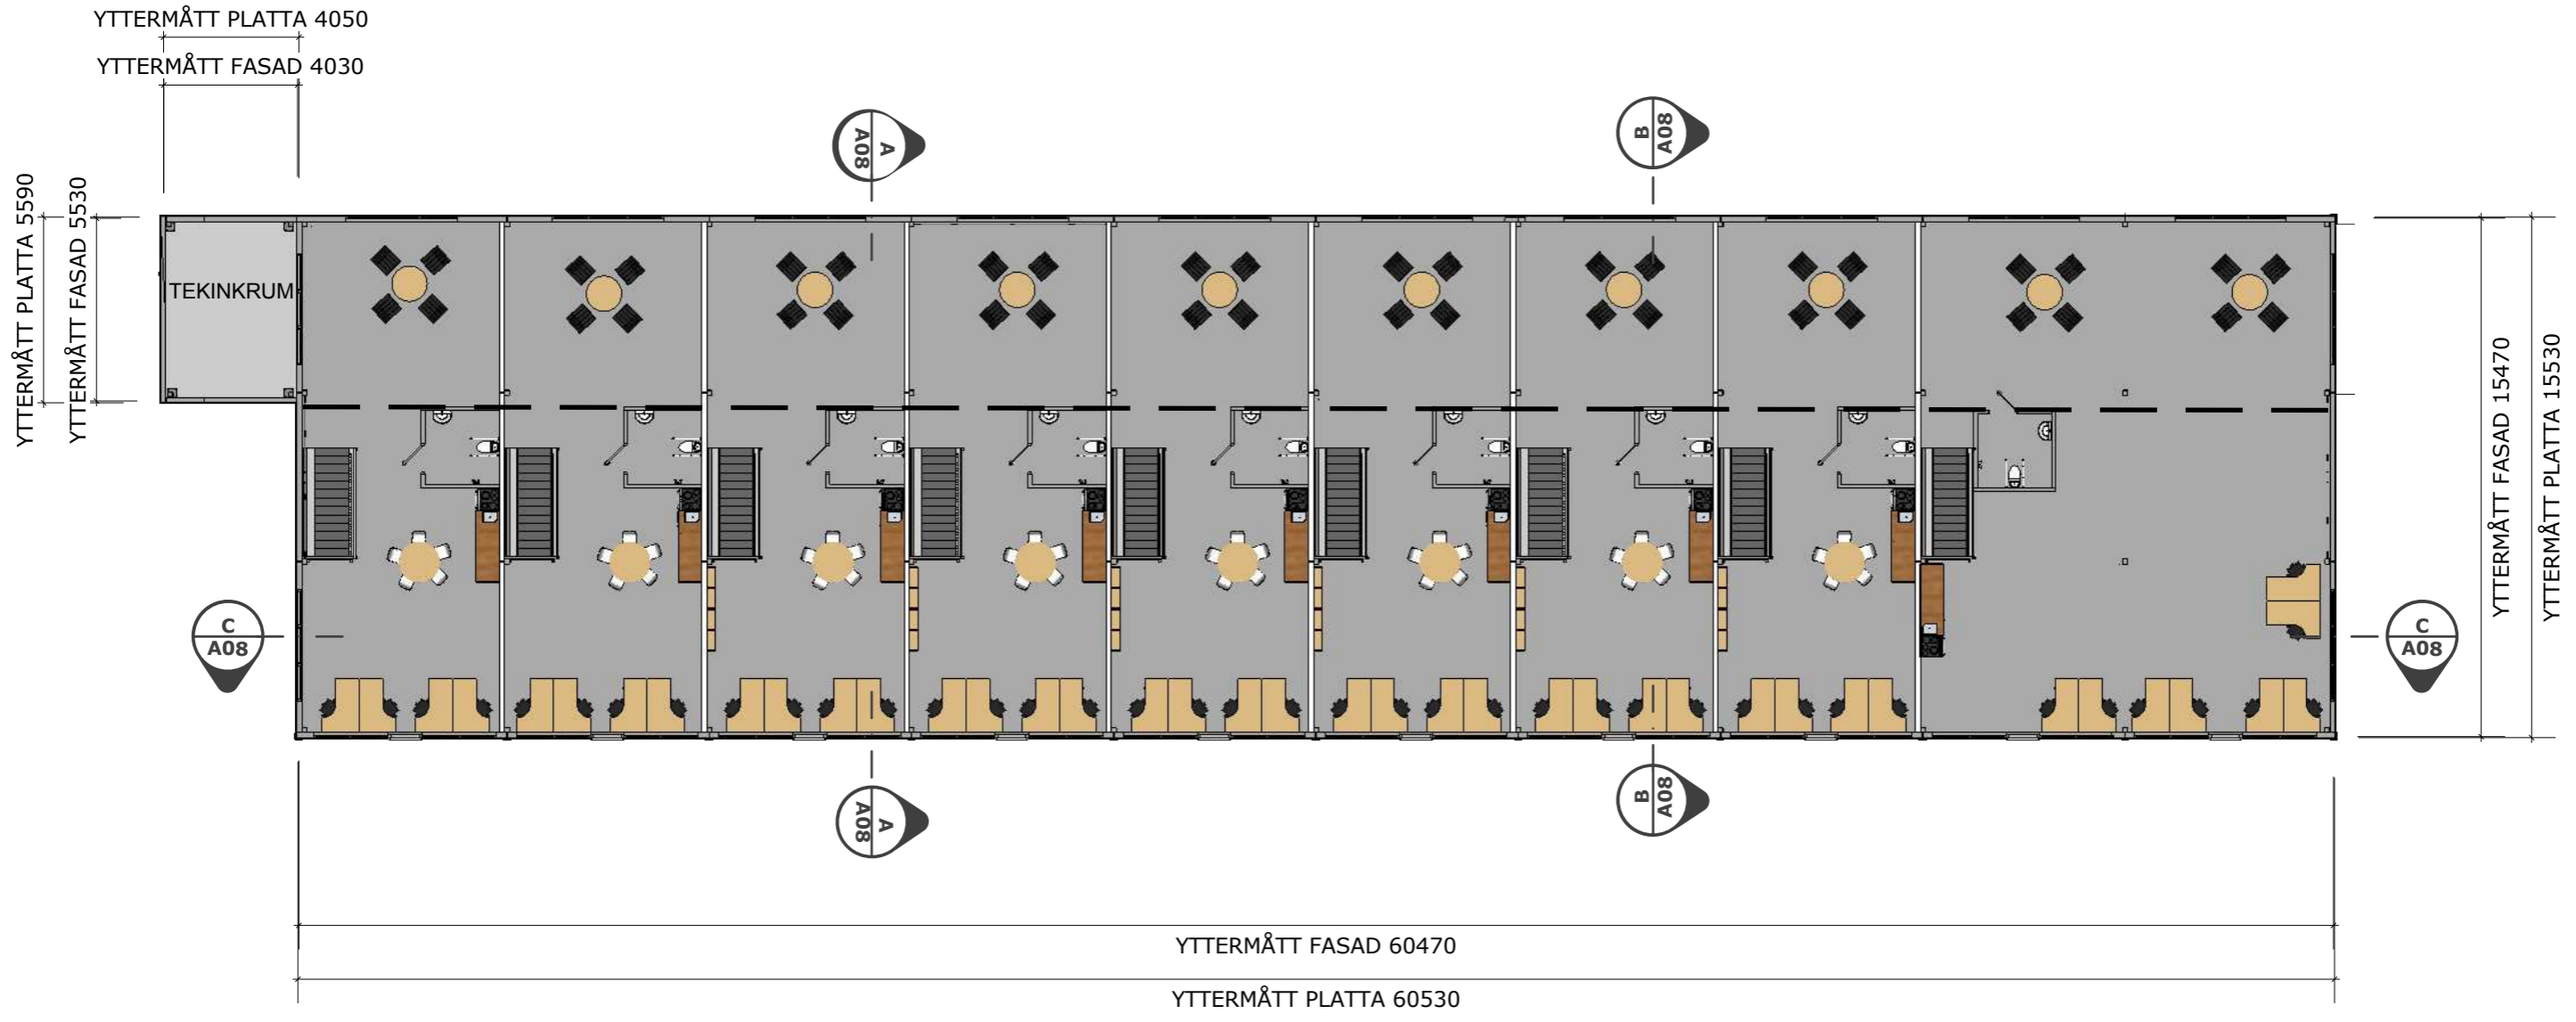 YTTERMÅTT PLATTA 4050
YTTERMÅTT FASAD 4030
YTTERMÅTT PLATTA 5590
YTTERMÅTT FASAD 5530
A
A08
B
A08
TEKINKRUM
YTTERMÅTT FASAD 15470
YTTERMÅTT PLATTA 15530
C
A08
C
A08
A
A08
B
A08
YTTERMÅTT FASAD 60470
YTTERMÅTT PLATTA 60530